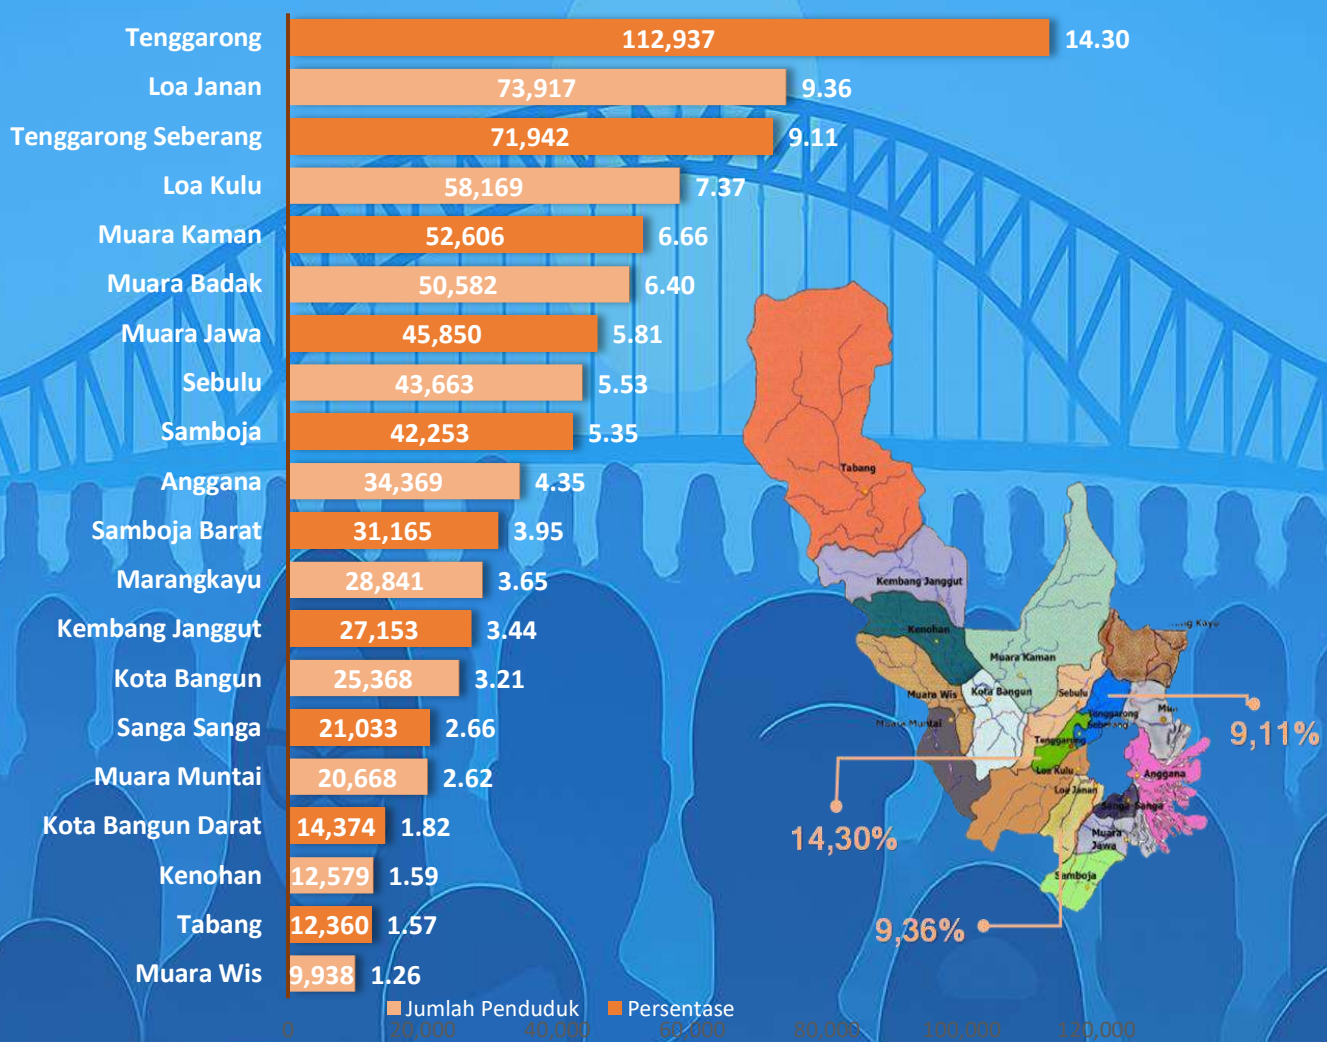 Tenggarong 112,937 14.30
Loa Janan 73,917 9.36
Tenggarong Seberang 71,942 9.11
Loa Kulu 58,169 7.37
Muara Kaman 52,606 6.66
Muara Badak 50,582 6.40
Muara Jawa 45,850 5.81
Sebulu 43,663 5.53
Samboja 42,253 5.35
Anggana 34,369 4.35
Samboja Barat 31,165 3.95
Marangkayu 28,841 3.65
Kembang Janggut 27,153 3.44
Kota Bangun 25,368 3.21
Sanga Sanga 21,033 2.66
Muara Muntai 20,668 2.62
Kota Bangun Darat 14,374 1.82
Kenohan 12,579 1.59
Tabang 12,360 1.57
Muara Wis 9,938 1.26
Jumlah Penduduk Persentase
0 20,000 40,000 60,000 80,000 100,000 120,000
Tabang
Kembang Janggut
Kenohan
Muara Kaman
Muara Wis
Kota Bangun
Sebulu
Muara Muntai
Tenggarong
Seberang
Tenggarong
Loa Kulu
Anggana
Loa Janan
Sanga-Sanga
Muara
Jawa
Samboja
9,11%
14,30%
9,36%